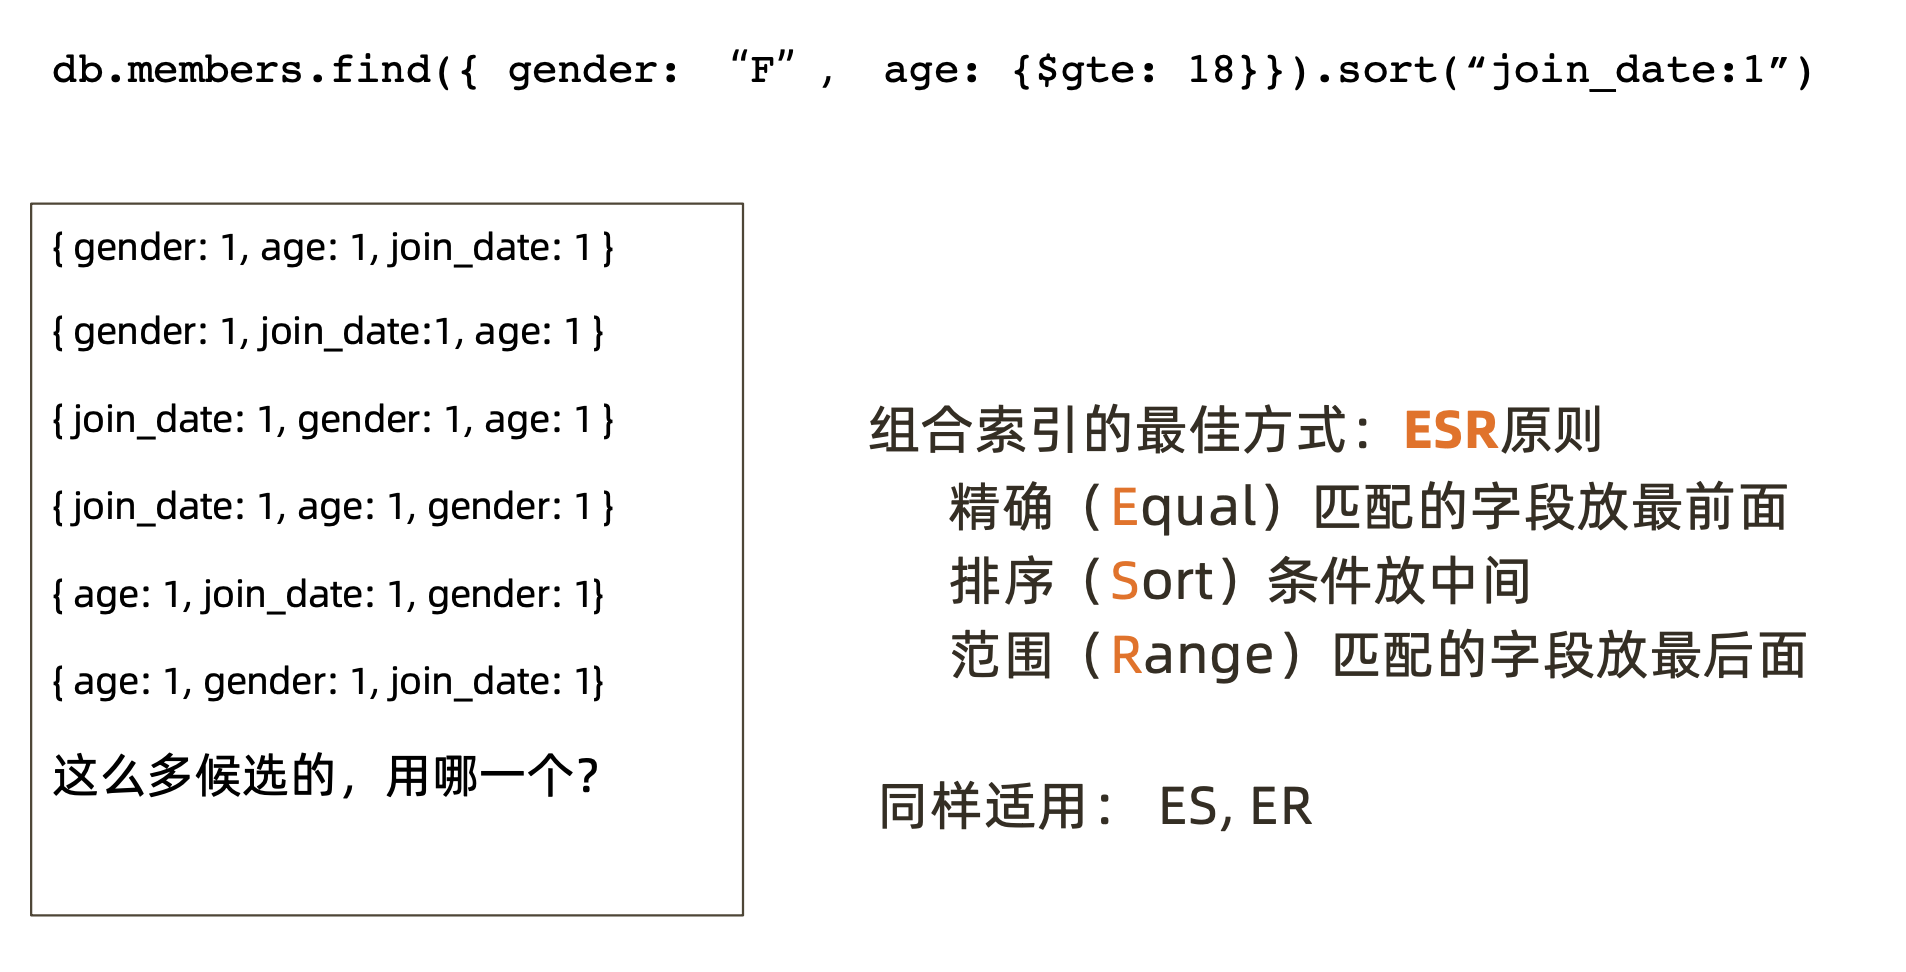 db.members.find({ gender: “F”, age: {$gte: 18}}).sort(“join_date:1”)
{ gender: 1, age: 1, join_date: 1 }
{ gender: 1, join_date:1, age: 1 }
{ join_date: 1, gender: 1, age: 1 }
{ join_date: 1, age: 1, gender: 1 }
{ age: 1, join_date: 1, gender: 1}
{ age: 1, gender: 1, join_date: 1}
这么多候选的，用哪一个？
组合索引的最佳方式：ESR原则
精确（Equal）匹配的字段放最前面
排序（Sort）条件放中间
范围（Range）匹配的字段放最后面
同样适用： ES, ER